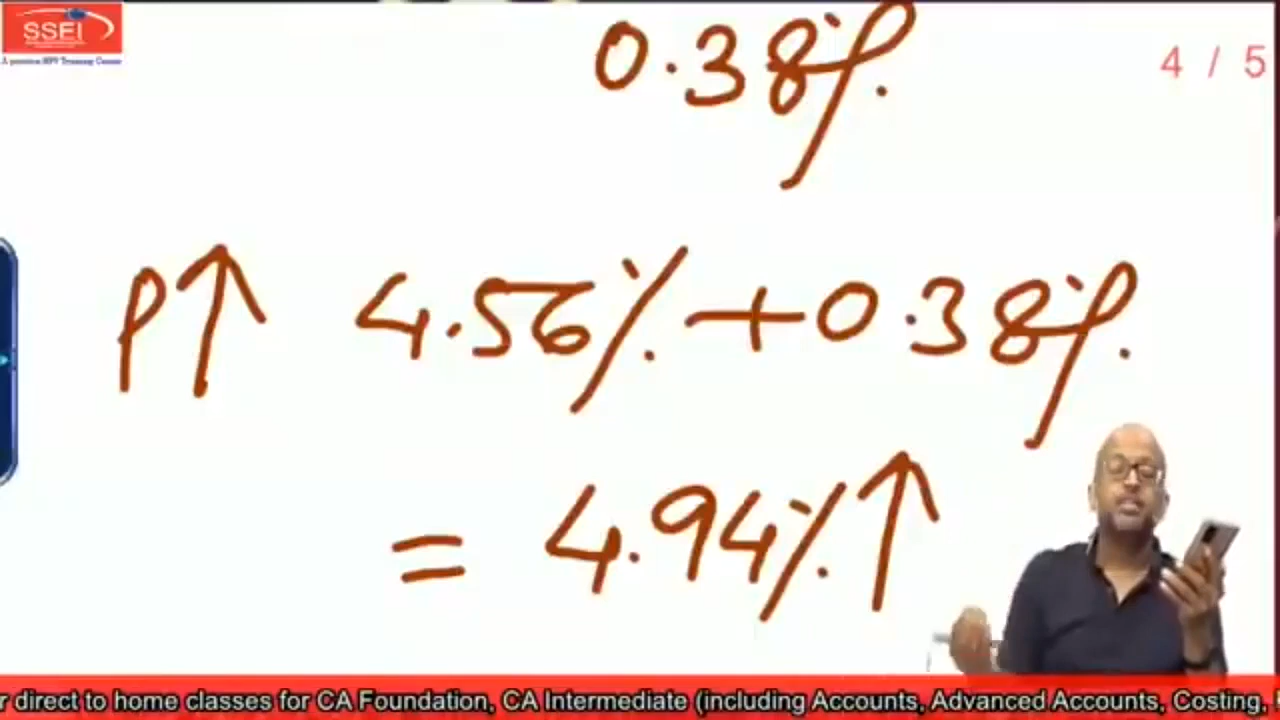 SSEI
0.38%
4 / 5
P↑ 4.56% + 0.38%
= 4.94% ↑
r direct to home classes for CA Foundation, CA Intermediate (including Accounts, Advanced Accounts, Costing,